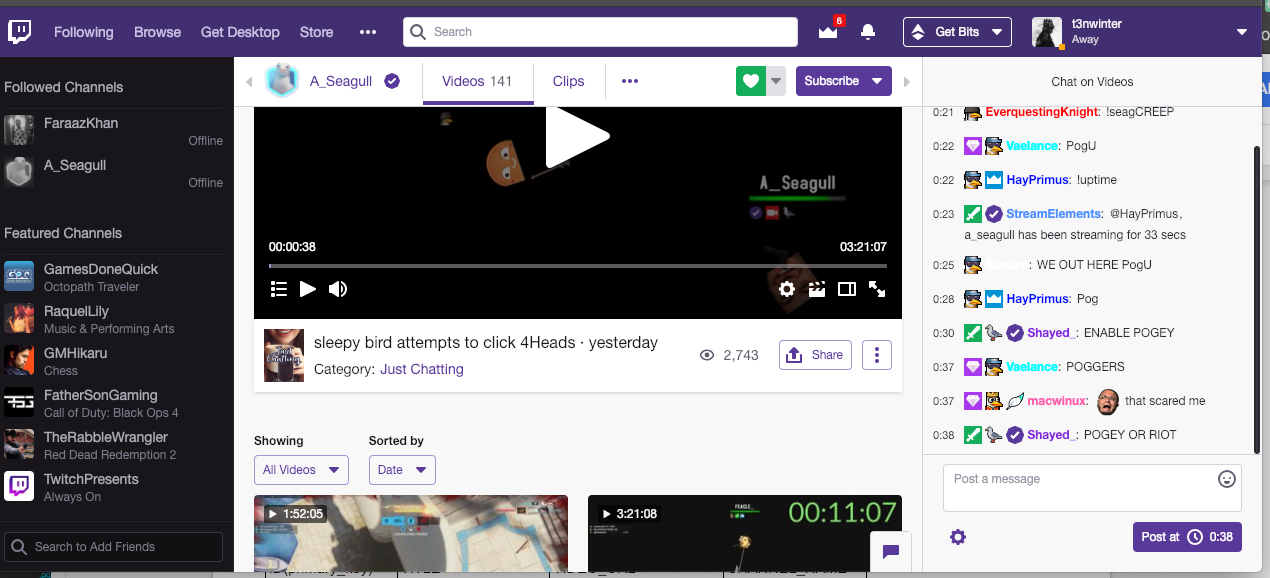 Following
Browse
Get Desktop
Store
Search
6
Get Bits
t3nwinter
Away
Followed Channels
FaraazKhan
Offline
A_Seagull
Offline
Featured Channels
GamesDoneQuick
Octopath Traveler
RaquelLily
Music & Performing Arts
GMHikaru
Chess
FatherSonGaming
Call of Duty: Black Ops 4
TheRabbleWrangler
Red Dead Redemption 2
TwitchPresents
Always On
Search to Add Friends
A_Seagull
Videos 141
Clips
Subscribe
A_Seagull
00:00:38
03:21:07
sleepy bird attempts to click 4Heads · yesterday
Category: Just Chatting
2,743
Share
Showing
Sorted by
All Videos
Date
1:52:05
3:21:08
00:11:07
Chat on Videos
0:21 EverquestingKnight: !seagCREEP
0:22 Vaelance: PogU
0:22 HayPrimus: !uptime
0:23 StreamElements: @HayPrimus,
a_seagull has been streaming for 33 secs
0:25 : WE OUT HERE PogU
0:28 HayPrimus: Pog
0:30 Shayed_: ENABLE POGEY
0:37 Vaelance: POGGERS
0:37 macwinux: that scared me
0:38 Shayed_: POGEY OR RIOT
Post a message
Post at 0:38